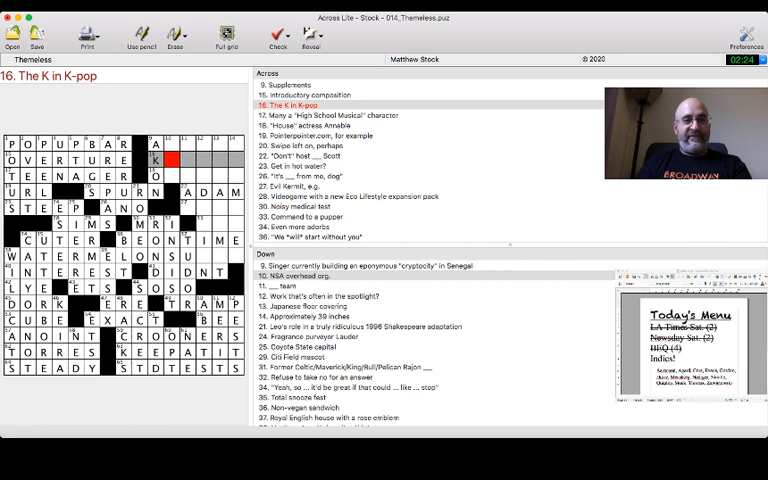 Across Lite - Stock - 014_Themeless.puz
Open Save Print Use pencil Erase Full grid Check Reveal Preferences
Themeless Matthew Stock © 2020 02:24
16. The K in K-pop
Across
9. Supplements
15. Introductory composition
16. The K in K-pop
17. Many a "High School Musical" character
18. "House" actress Annable
19. Pointerpointer.com, for example
20. Swipe left on, perhaps
22. "Don't" host ___ Scott
23. Get in hot water?
26. "It's ___ from me, dog"
27. Evil Kermit, e.g.
28. Videogame with a new Eco Lifestyle expansion pack
30. Noisy medical test
33. Command to a pupper
34. Even more adorbs
36. "We *will* start without you"
Down
9. Singer currently building an eponymous "cryptocity" in Senegal
10. NSA overhead org.
11. ___ team
12. Work that's often in the spotlight?
13. Japanese floor covering
14. Approximately 39 inches
21. Leo's role in a truly ridiculous 1996 Shakespeare adaptation
24. Fragrance purveyor Lauder
25. Coyote State capital
29. Citi Field mascot
31. Former Celtic/Maverick/King/Bull/Pelican Rajon ___
32. Refuse to take no for an answer
34. "Yeah, so ... it'd be great if that could ... like ... stop"
35. Total snooze fest
36. Non-vegan sandwich
37. Royal English house with a rose emblem
POPUPBAR A
OVERTURE K
TEENAGER O
URL SPURN ADAM
STEEP ANO
SIMS MRI
CUTER BEONTIME
WATERMELONSU
INTEREST DIDNT
LYE ETS SOSO
DORK ERE TRAMP
CUBE EXACT BEE
ANOINT CROONERS
TORRES KEEPATIT
STEADY STDTESTS
BROADWAY
Today's Menu
LA Times Sat. (2)
Newsday Sat. (2)
BEQ (4)
Indies!